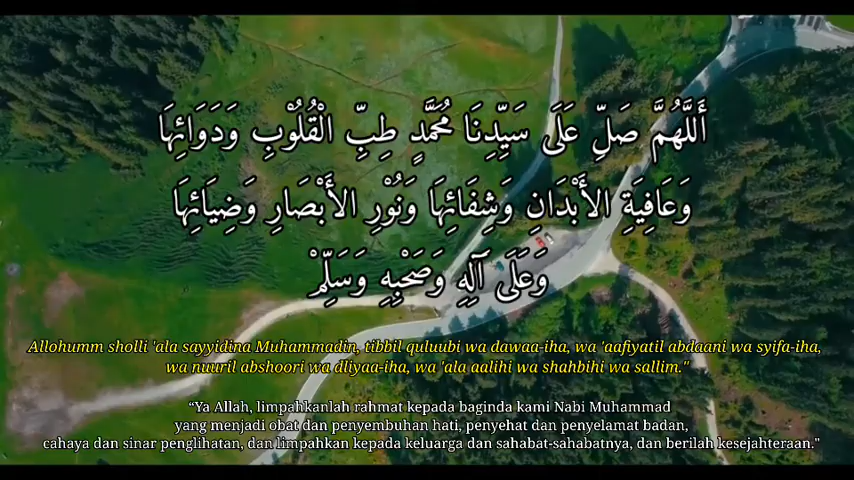 أَللَّهُمَّ صَلِّ عَلَى سَيِّدِنَا مُحَمَّدٍ طِبِّ الْقُلُوْبِ وَدَوَائِهَا
وَعَافِيَةِ الأَبْدَانِ وَشِفَائِهَا وَنُوْرِ الأَبْصَارِ وَضِيَائِهَا
وَعَلَى آلِهِ وَصَحْبِهِ وَسَلِّمْ
Allohumm sholli 'ala sayyidina Muhammadin, tibbil quluubi wa dawaa-iha, wa 'aafiyatil abdaani wa syifa-iha,
wa nuuril abshoori wa dliyaa-iha, wa 'ala aalihi wa shahbihi wa sallim."
“Ya Allah, limpahkanlah rahmat kepada baginda kami Nabi Muhammad
yang menjadi obat dan penyembuhan hati, penyehat dan penyelamat badan,
cahaya dan sinar penglihatan, dan limpahkan kepada keluarga dan sahabat-sahabatnya, dan berilah kesejahteraan."